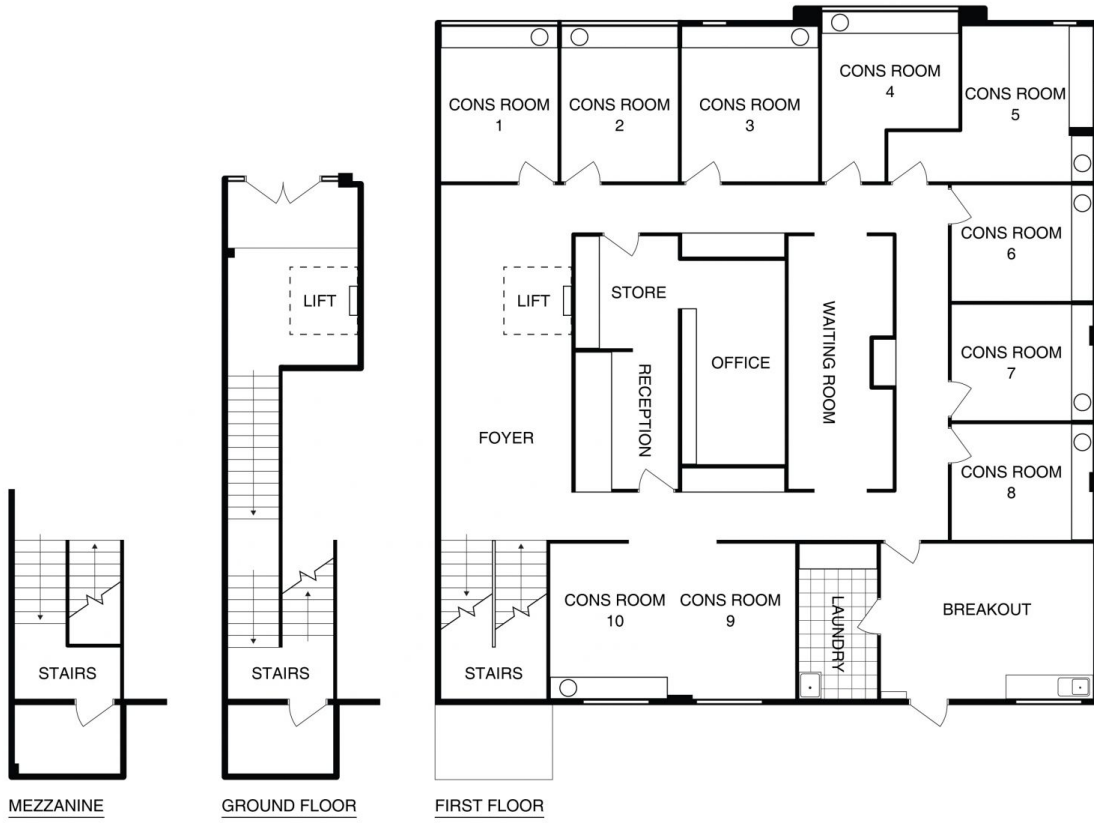 CONS ROOM
1
CONS ROOM
2
CONS ROOM
3
CONS ROOM
4
CONS ROOM
5
CONS ROOM
6
LIFT
LIFT
STORE
WAITING ROOM
CONS ROOM
7
OFFICE
RECEPTION
FOYER
CONS ROOM
8
CONS ROOM
10
CONS ROOM
9
LAUNDRY
BREAKOUT
STAIRS
STAIRS
STAIRS
MEZZANINE
GROUND FLOOR
FIRST FLOOR